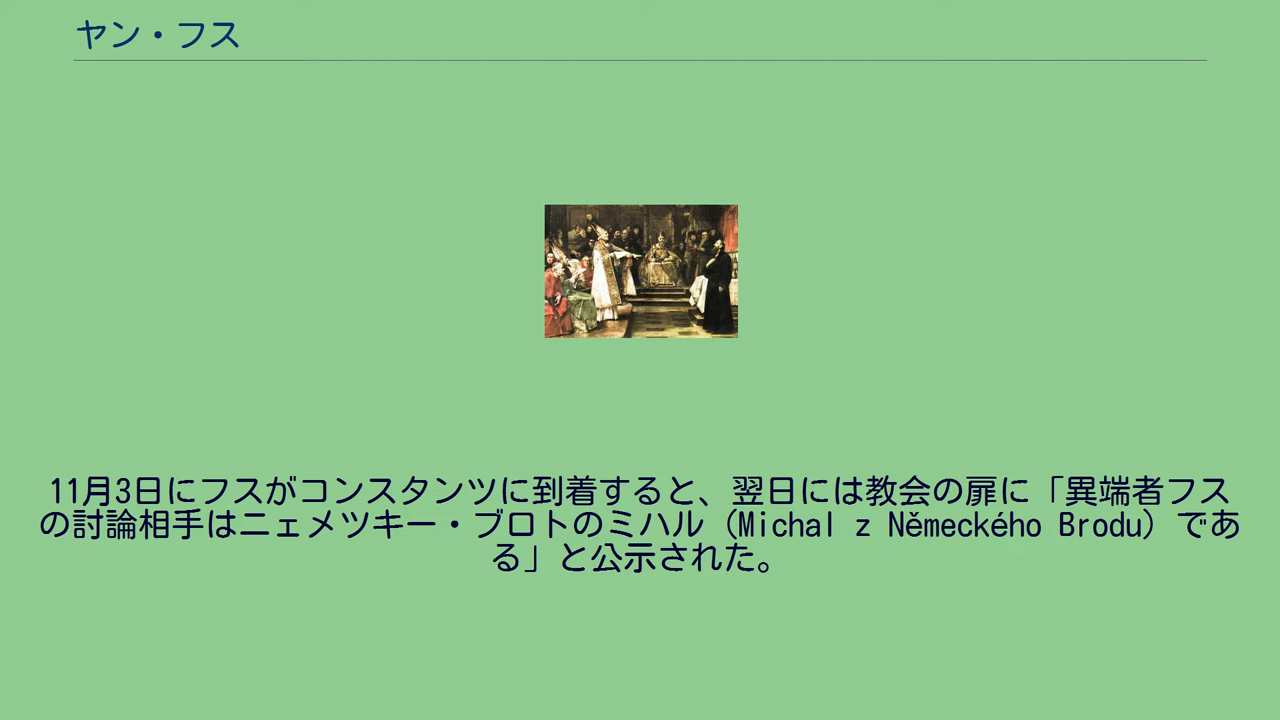 ヤン・フス
11月3日にフスがコンスタンツに到着すると、翌日には教会の扉に「異端者フス
の討論相手はニェメツキー・ブロトのミハル（Michal z Německého Brodu）であ
る」と公示された。